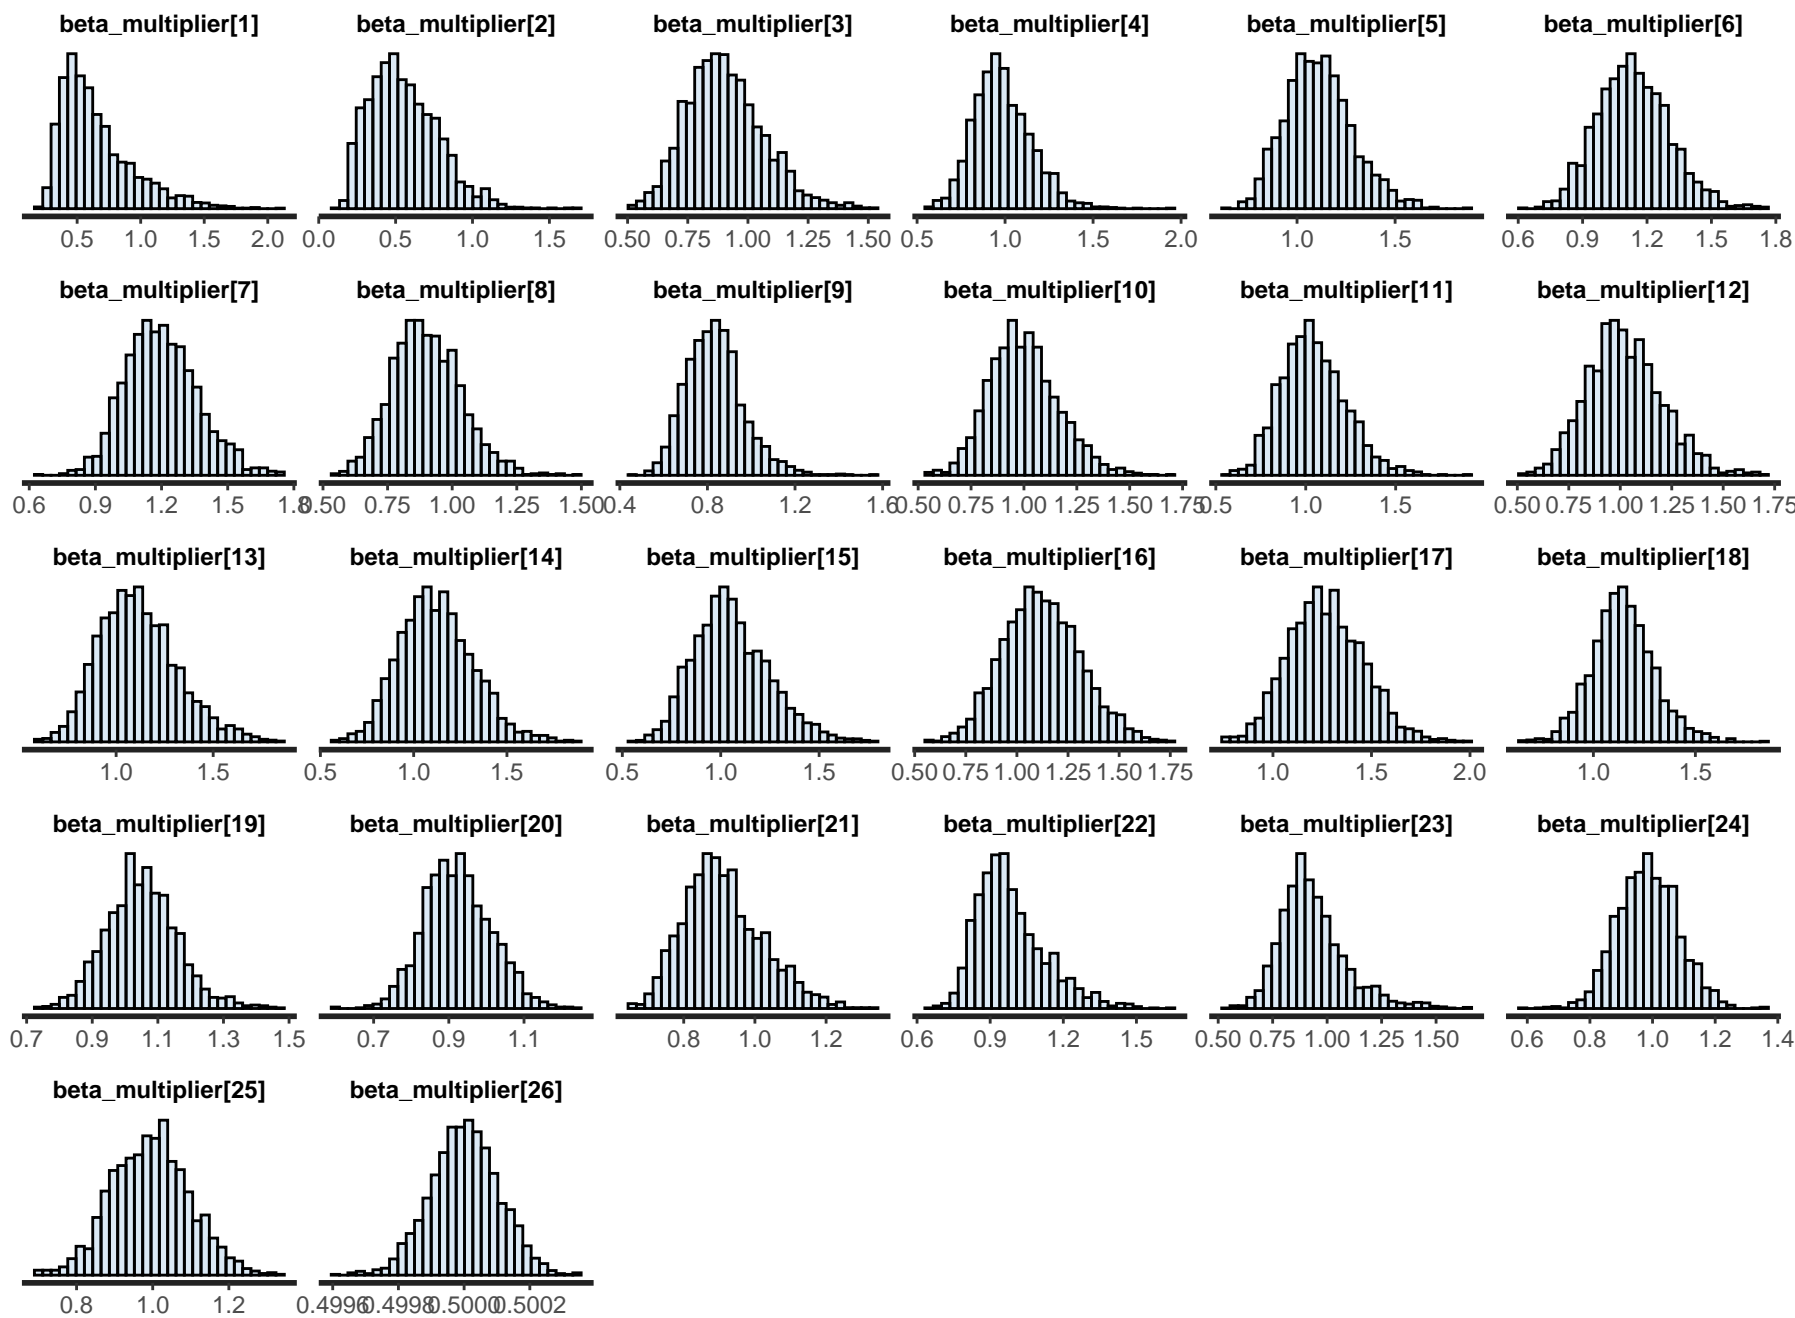 beta_multiplier[1] beta_multiplier[2] beta_multiplier[3] beta_multiplier[4] beta_multiplier[5] beta_multiplier[6]
0.5 1.0 1.5 2.0 0.0 0.5 1.0 1.5 0.50 0.75 1.00 1.25 1.50 0.5 1.0 1.5 2.0 1.0 1.5 0.6 0.9 1.2 1.5 1.8
beta_multiplier[7] beta_multiplier[8] beta_multiplier[9] beta_multiplier[10] beta_multiplier[11] beta_multiplier[12]
0.6 0.9 1.2 1.5 1.8 0.50 0.75 1.00 1.25 1.50 0.4 0.8 1.2 1.6 0.50 0.75 1.00 1.25 1.50 1.75 0.5 1.0 1.5 0.50 0.75 1.00 1.25 1.50 1.75
beta_multiplier[13] beta_multiplier[14] beta_multiplier[15] beta_multiplier[16] beta_multiplier[17] beta_multiplier[18]
1.0 1.5 0.5 1.0 1.5 0.5 1.0 1.5 0.50 0.75 1.00 1.25 1.50 1.75 1.0 1.5 2.0 1.0 1.5
beta_multiplier[19] beta_multiplier[20] beta_multiplier[21] beta_multiplier[22] beta_multiplier[23] beta_multiplier[24]
0.7 0.9 1.1 1.3 1.5 0.7 0.9 1.1 0.8 1.0 1.2 0.6 0.9 1.2 1.5 0.50 0.75 1.00 1.25 1.50 0.6 0.8 1.0 1.2 1.4
beta_multiplier[25] beta_multiplier[26]
0.8 1.0 1.2 0.4996 0.4998 0.5000 0.5002